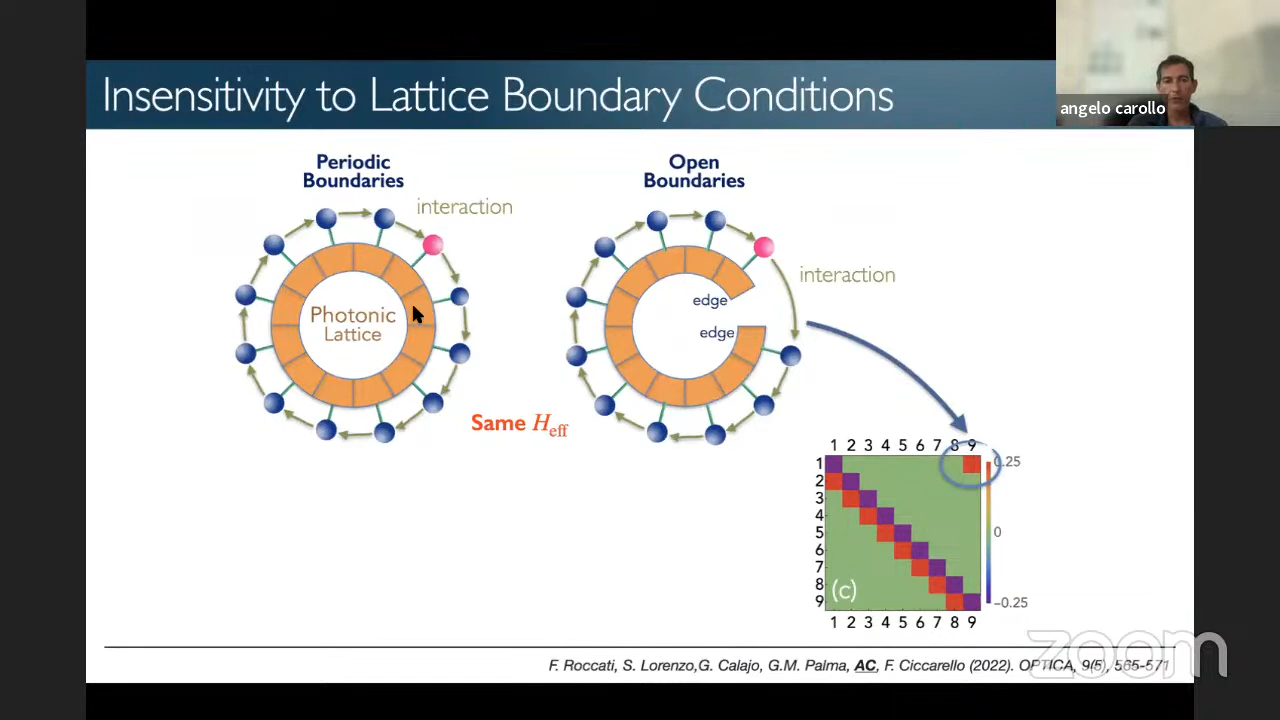 Insensitivity to Lattice Boundary Conditions
angelo carollo
Periodic
Boundaries
interaction
Photonic
Lattice
Open
Boundaries
interaction
edge
edge
Same H_eff
1 2 3 4 5 6 7 8 9
1
2
3
4
5
6
7
8
9
(c)
0.25
0
−0.25
1 2 3 4 5 6 7 8 9
zoom
F. Roccati, S. Lorenzo,G. Calajo, G.M. Palma, AC, F. Ciccarello (2022). OPTICA, 9(5), 565-571